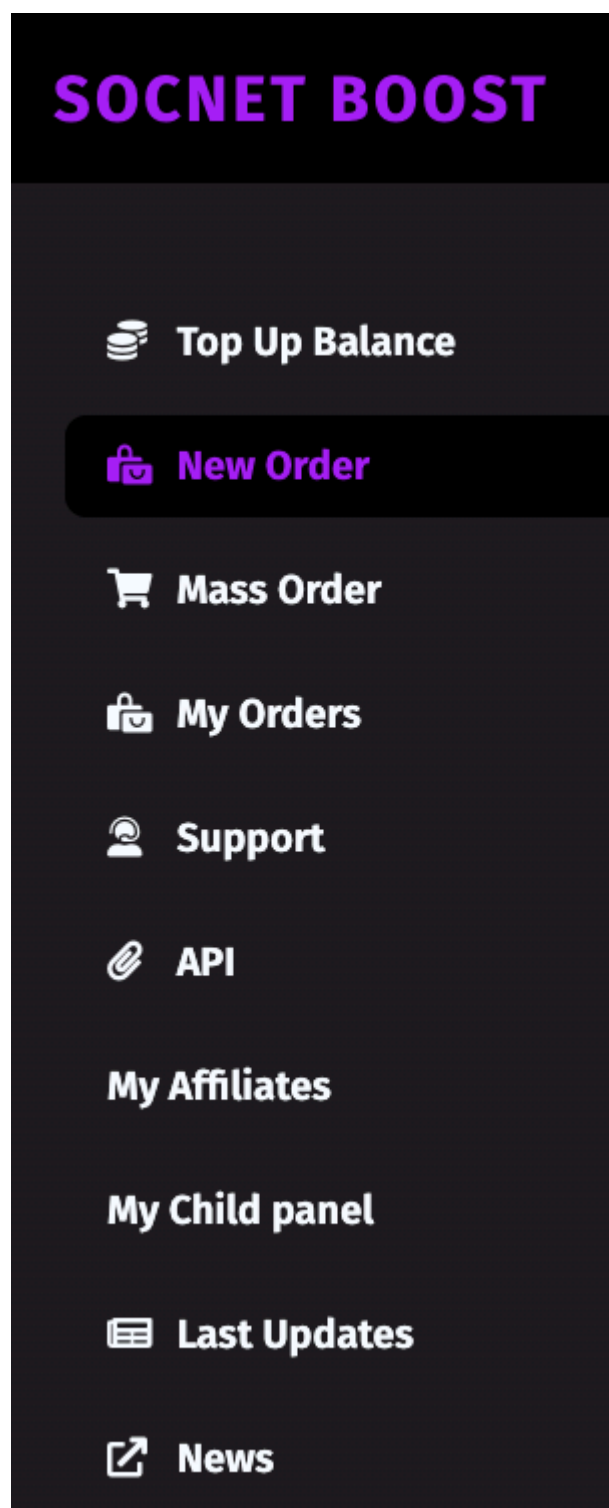 SOCNET BOOST
Top Up Balance
New Order
Mass Order
My Orders
Support
API
My Affiliates
My Child panel
Last Updates
News